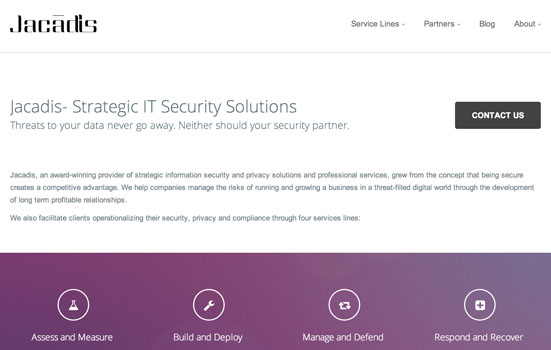 Jacadis
Service Lines
Partners
Blog
About
Jacadis- Strategic IT Security Solutions
Threats to your data never go away. Neither should your security partner.
CONTACT US
Jacadis, an award-winning provider of strategic information security and privacy solutions and professional services, grew from the concept that being secure
creates a competitive advantage. We help companies manage the risks of running and growing a business in a threat-filled digital world through the development
of long term profitable relationships.
We also facilitate clients operationalizing their security, privacy and compliance through four services lines:
Assess and Measure
Build and Deploy
Manage and Defend
Respond and Recover